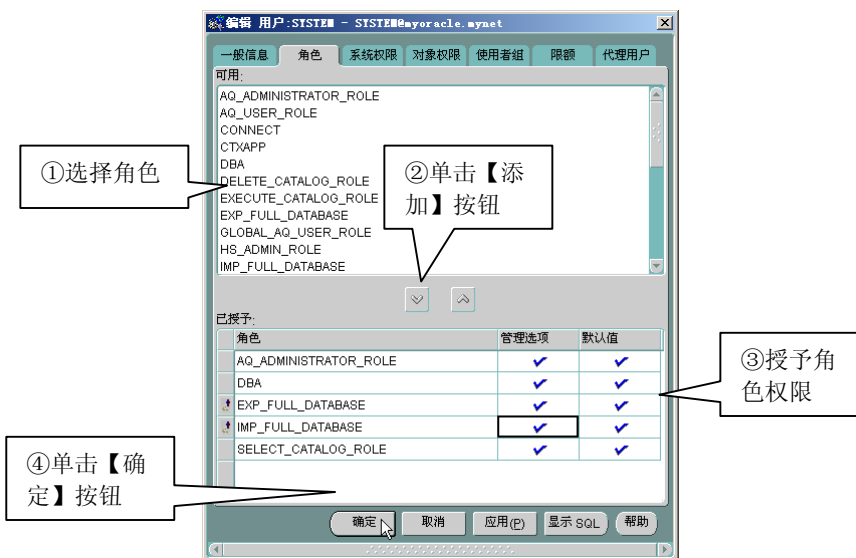 编辑 用户:SYSTEM - SYSTEM@myoracle.mynet
一般信息 角色 系统权限 对象权限 使用者组 限额 代理用户
可用:
AQ_ADMINISTRATOR_ROLE
AQ_USER_ROLE
CONNECT
CTXAPP
DBA
DELETE_CATALOG_ROLE
EXECUTE_CATALOG_ROLE
EXP_FULL_DATABASE
GLOBAL_AQ_USER_ROLE
HS_ADMIN_ROLE
IMP_FULL_DATABASE
①选择角色
②单击【添
加】按钮
已授予:
角色 管理选项 默认值
AQ_ADMINISTRATOR_ROLE
DBA
EXP_FULL_DATABASE
IMP_FULL_DATABASE
SELECT_CATALOG_ROLE
③授予角
色权限
④单击【确
定】按钮
确定 取消 应用(P) 显示 SQL 帮助